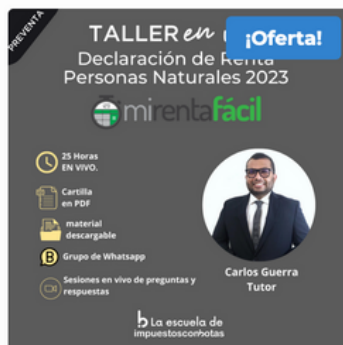 PREVENTA
TALLER en
¡Oferta!
Declaración de Renta
Personas Naturales 2023
mirentafácil
25 Horas
EN VIVO.
Cartilla
en PDF
material
descargable
Grupo de Whatsapp
Sesiones en vivo de preguntas y
respuestas
Carlos Guerra
Tutor
La escuela de
impuestosconnotas